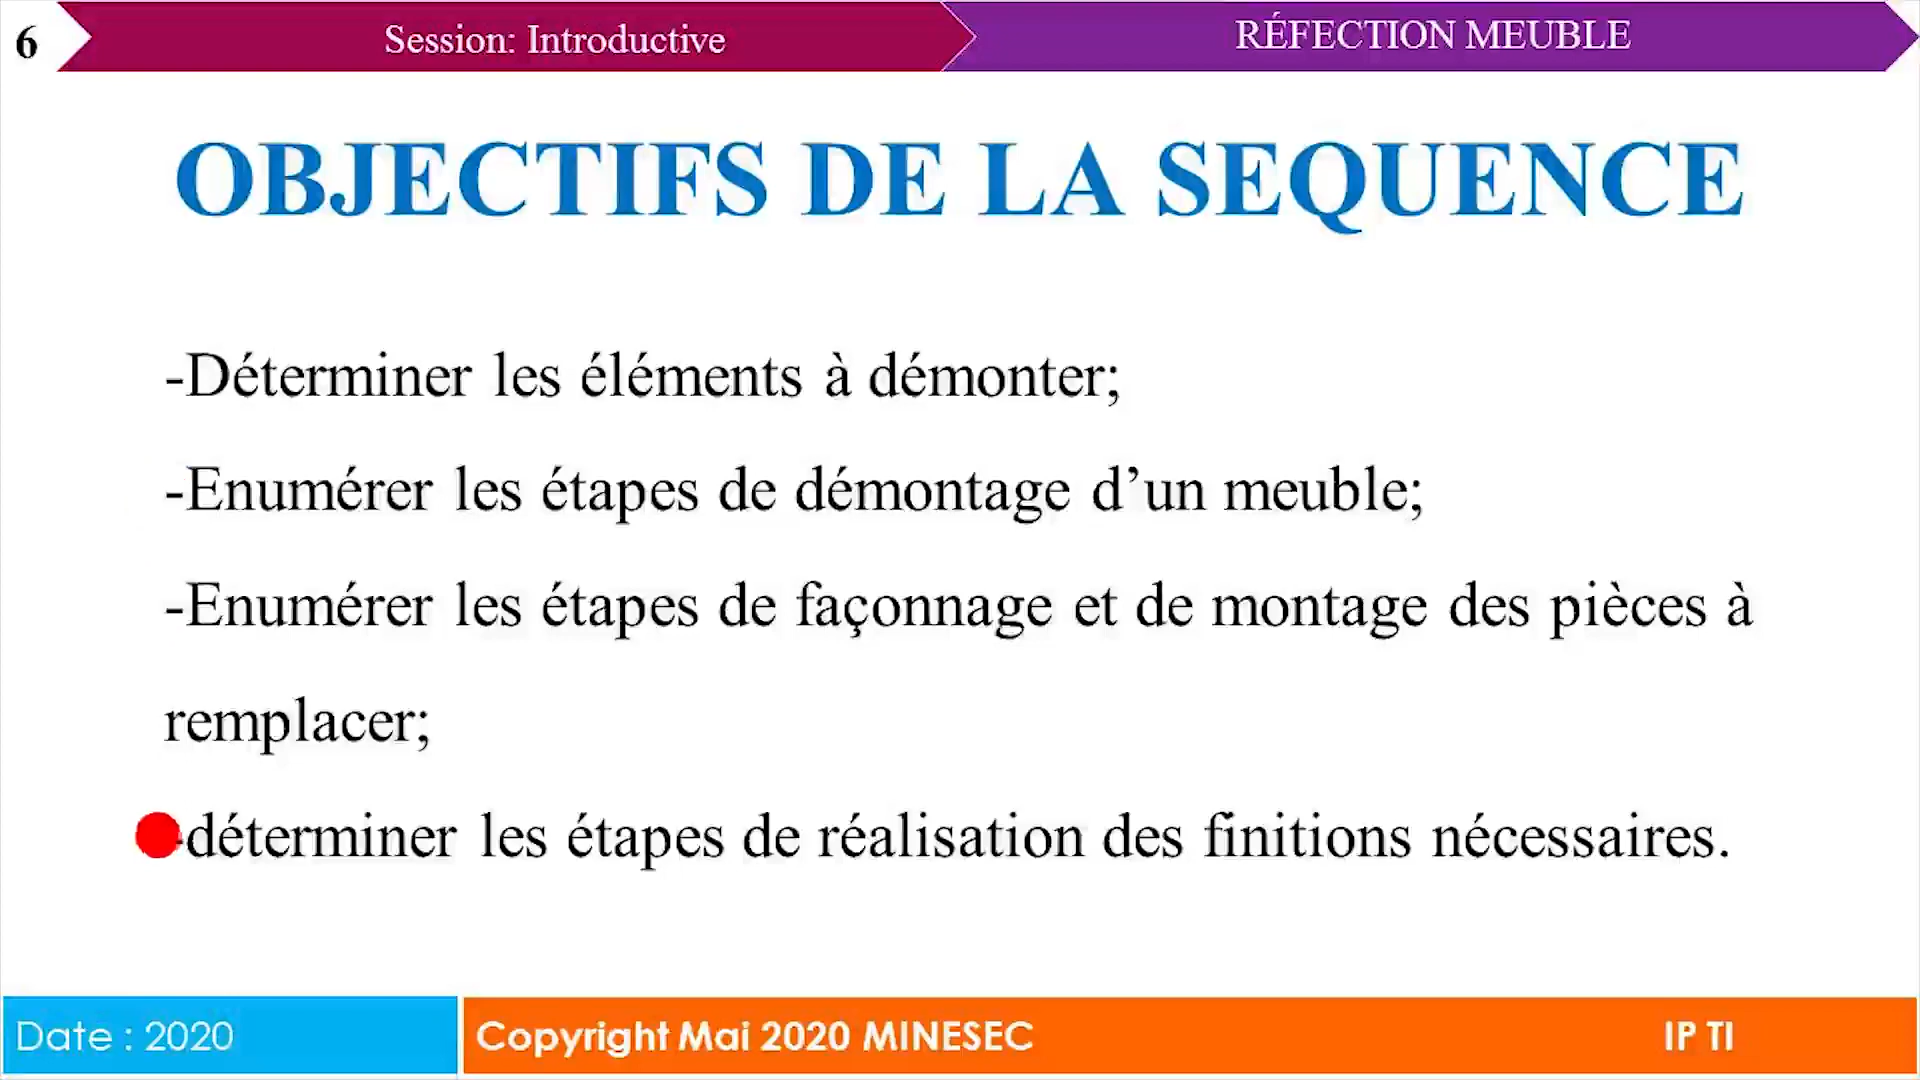 6
Session: Introductive
RÉFECTION MEUBLE
OBJECTIFS DE LA SEQUENCE
-Déterminer les éléments à démonter;
-Enumérer les étapes de démontage d’un meuble;
-Enumérer les étapes de façonnage et de montage des pièces à
remplacer;
-déterminer les étapes de réalisation des finitions nécessaires.
Date : 2020
Copyright Mai 2020 MINESEC
IP TI